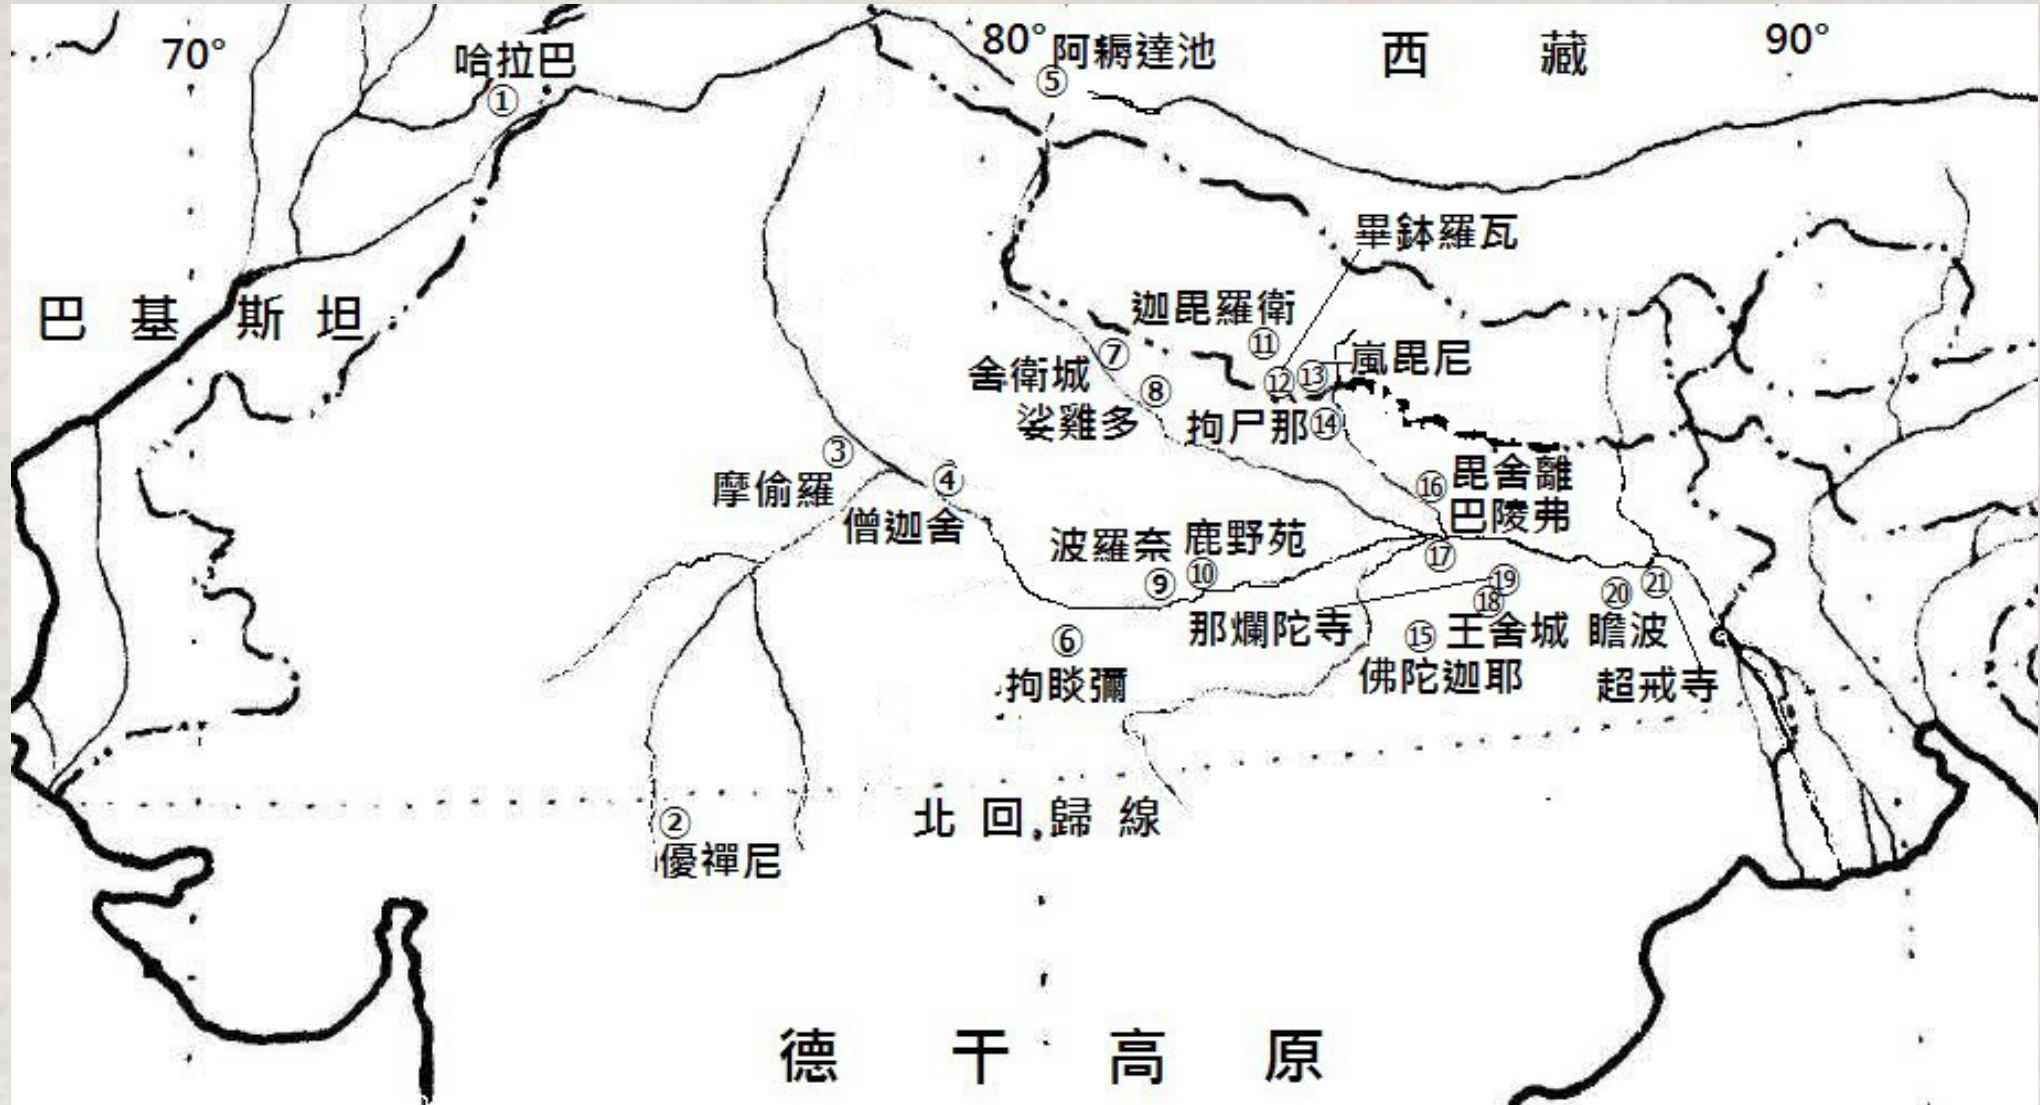 70°
80°
90°
哈拉巴
①
阿耨達池
⑤
西藏
畢鉢羅瓦
巴基斯坦
迦毘羅衛
⑪
⑦
舍衛城
⑧
娑雞多
⑫
⑬
嵐毘尼
拘尸那
⑭
③
摩偷羅
④
僧迦舍
⑯
毘舍離
巴陵弗
⑰
波羅奈
⑨
鹿野苑
⑩
⑲
⑱
那爛陀寺
王舍城
⑳
瞻波
㉑
超戒寺
⑮
佛陀迦耶
⑥
拘睒彌
北回歸線
②
優禪尼
德干高原